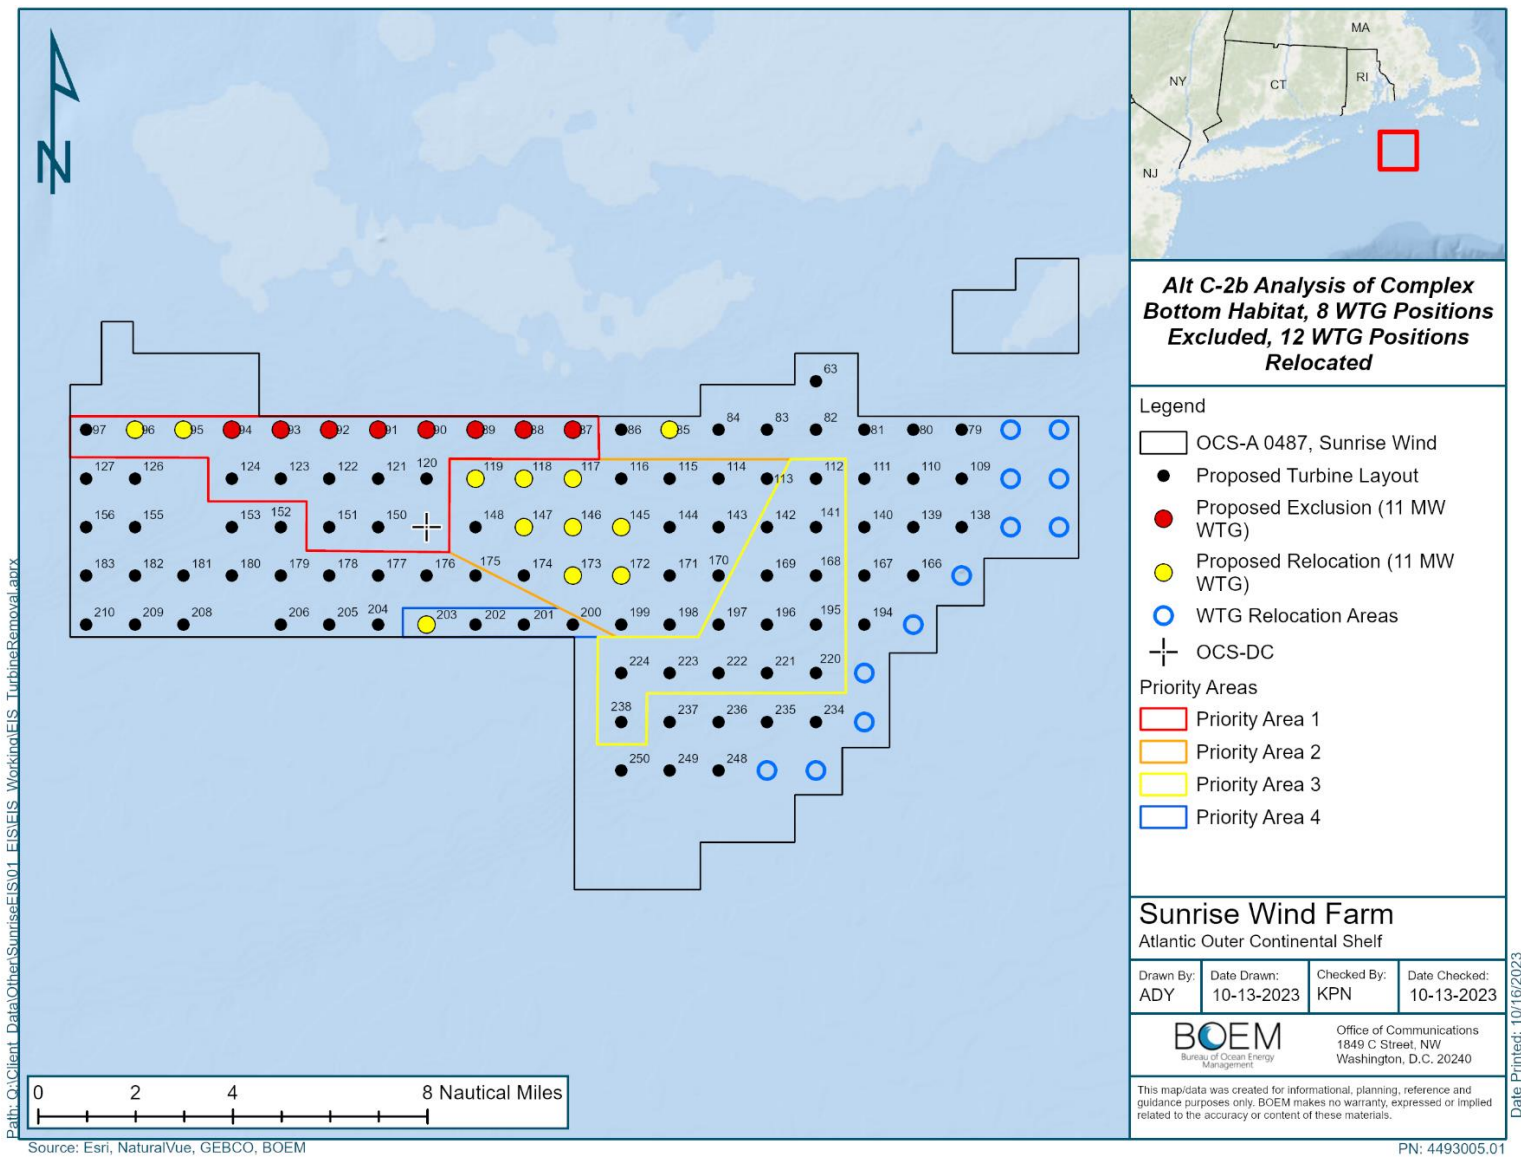 N
63
84
83
82
97
96
95
94
93
92
91
90
89
88
87
86
85
81
80
79
127
126
124
123
122
121
120
119
118
117
116
115
114
113
112
111
110
109
156
155
153
152
151
150
148
147
146
145
144
143
142
141
140
139
138
183
182
181
180
179
178
177
176
175
174
173
172
171
170
169
168
167
166
210
209
208
206
205
204
203
202
201
200
199
198
197
196
195
194
224
223
222
221
220
238
237
236
235
234
250
249
248
0 2 4 8 Nautical Miles
Path: Q:\Client_Data\Other\SunriseEIS\01_EIS\EIS_Working\EIS_TurbineRemoval.aprx
Source: Esri, NaturalVue, GEBCO, BOEM
MA
NY
CT
RI
NJ
Alt C-2b Analysis of Complex
Bottom Habitat, 8 WTG Positions
Excluded, 12 WTG Positions
Relocated
Legend
OCS-A 0487, Sunrise Wind
Proposed Turbine Layout
Proposed Exclusion (11 MW
WTG)
Proposed Relocation (11 MW
WTG)
WTG Relocation Areas
OCS-DC
Priority Areas
Priority Area 1
Priority Area 2
Priority Area 3
Priority Area 4
Sunrise Wind Farm
Atlantic Outer Continental Shelf
Drawn By: Date Drawn: Checked By: Date Checked:
ADY 10-13-2023 KPN 10-13-2023
BOEM
Bureau of Ocean Energy
Management
Office of Communications
1849 C Street, NW
Washington, D.C. 20240
This map/data was created for informational, planning, reference and
guidance purposes only. BOEM makes no warranty, expressed or implied
related to the accuracy or content of these materials.
Date Printed: 10/16/2023
PN: 4493005.01